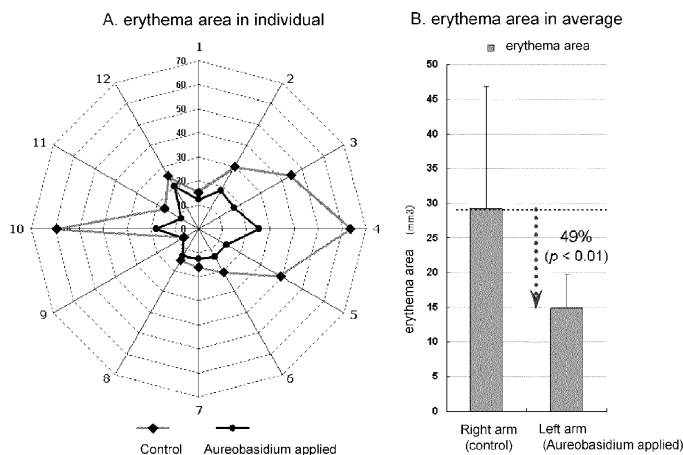 A. erythema area in individual
1
2
3
4
5
6
7
8
9
10
11
12
70
60
50
40
30
20
10
0
Control
Aureobasidium applied
B. erythema area in average
erythema area
50
45
40
35
30
25
20
15
10
5
0
erythema area (mm3)
49%
(p < 0.01)
Right arm
(control)
Left arm
(Aureobasidium applied)